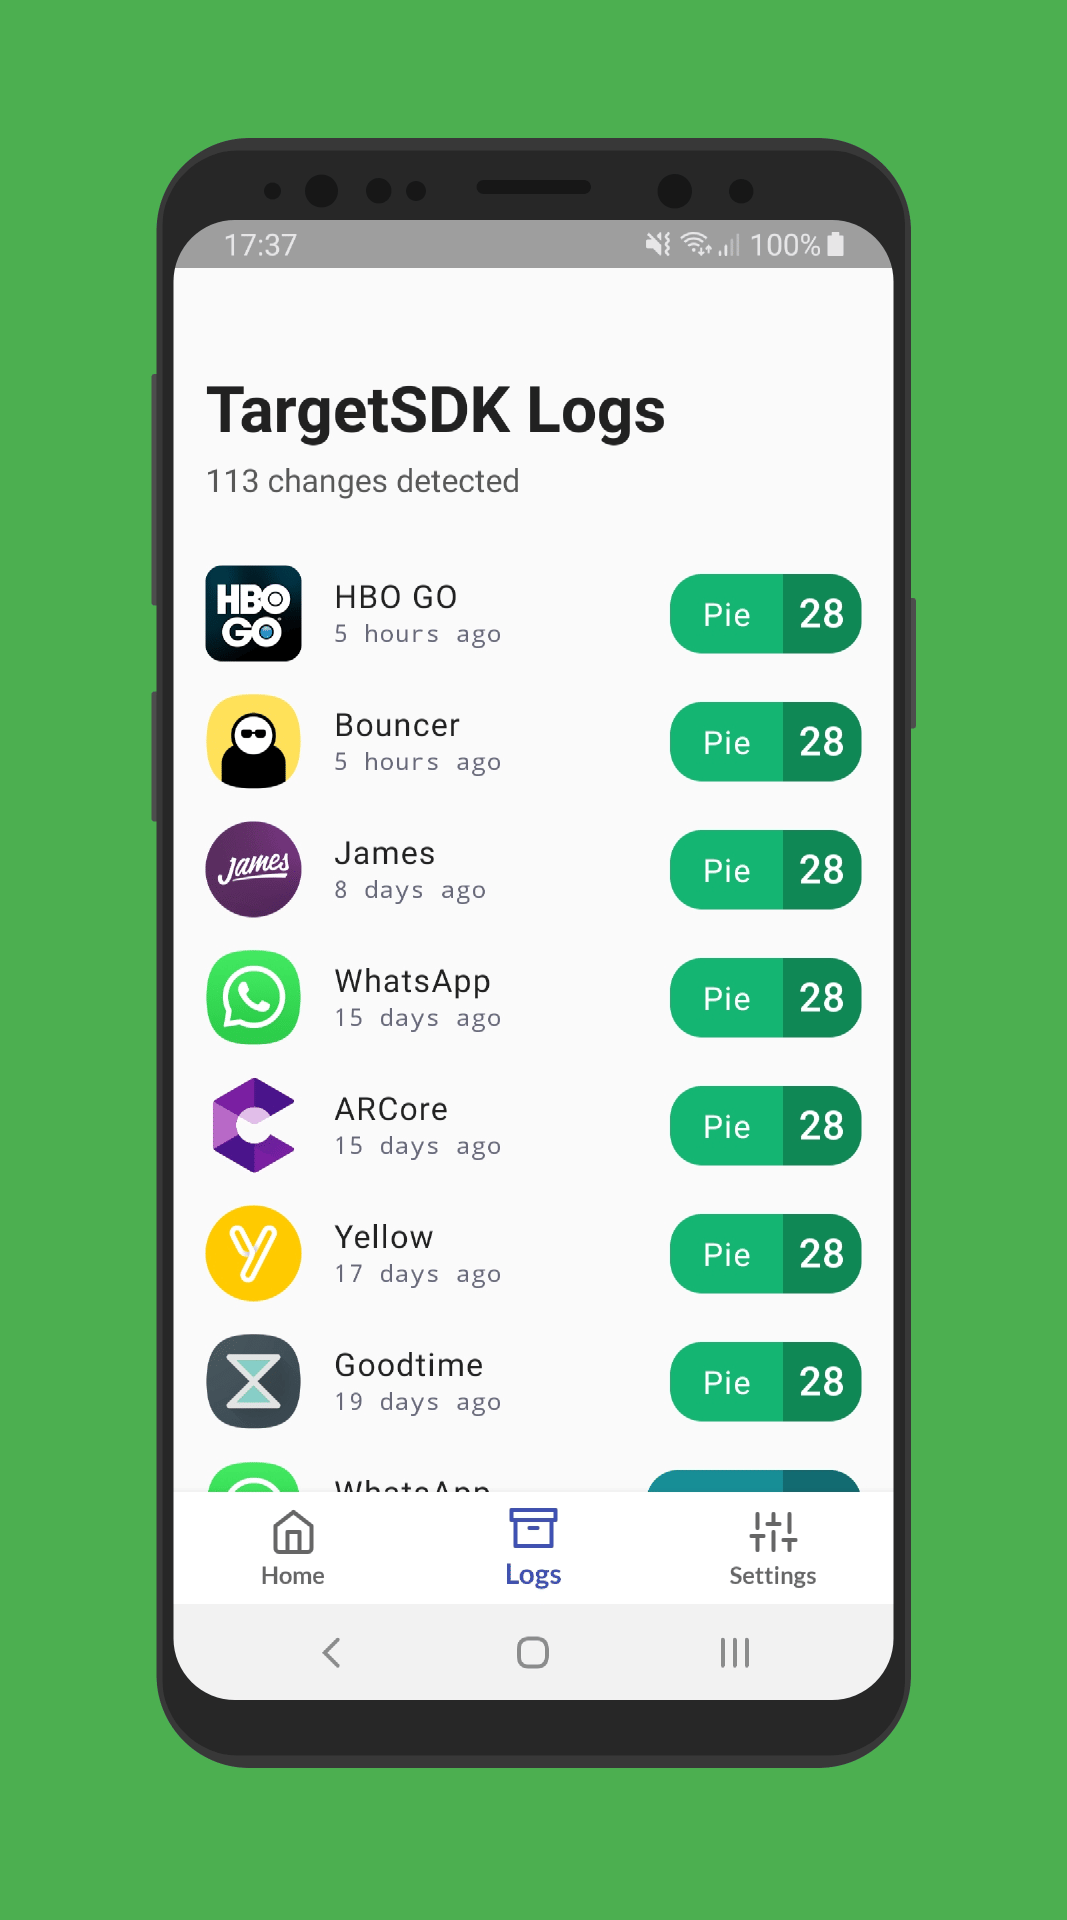 17:37
100%
TargetSDK Logs
113 changes detected
HBO GO
HBO GO
5 hours ago
Pie 28
Bouncer
5 hours ago
Pie 28
James
James
8 days ago
Pie 28
WhatsApp
15 days ago
Pie 28
ARCore
15 days ago
Pie 28
Yellow
17 days ago
Pie 28
Goodtime
19 days ago
Pie 28
WhatsApp
Home
Logs
Settings